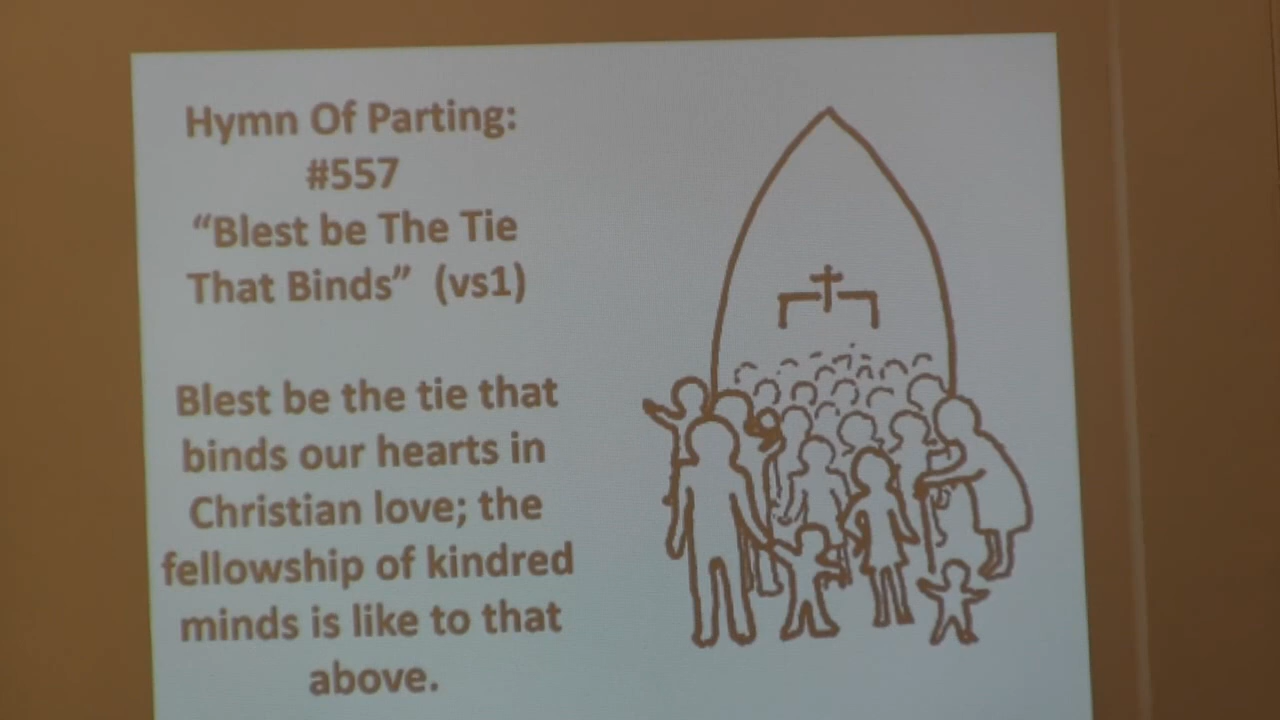 Hymn Of Parting:
#557
“Blest be The Tie
That Binds” (vs1)
Blest be the tie that
binds our hearts in
Christian love; the
fellowship of kindred
minds is like to that
above.